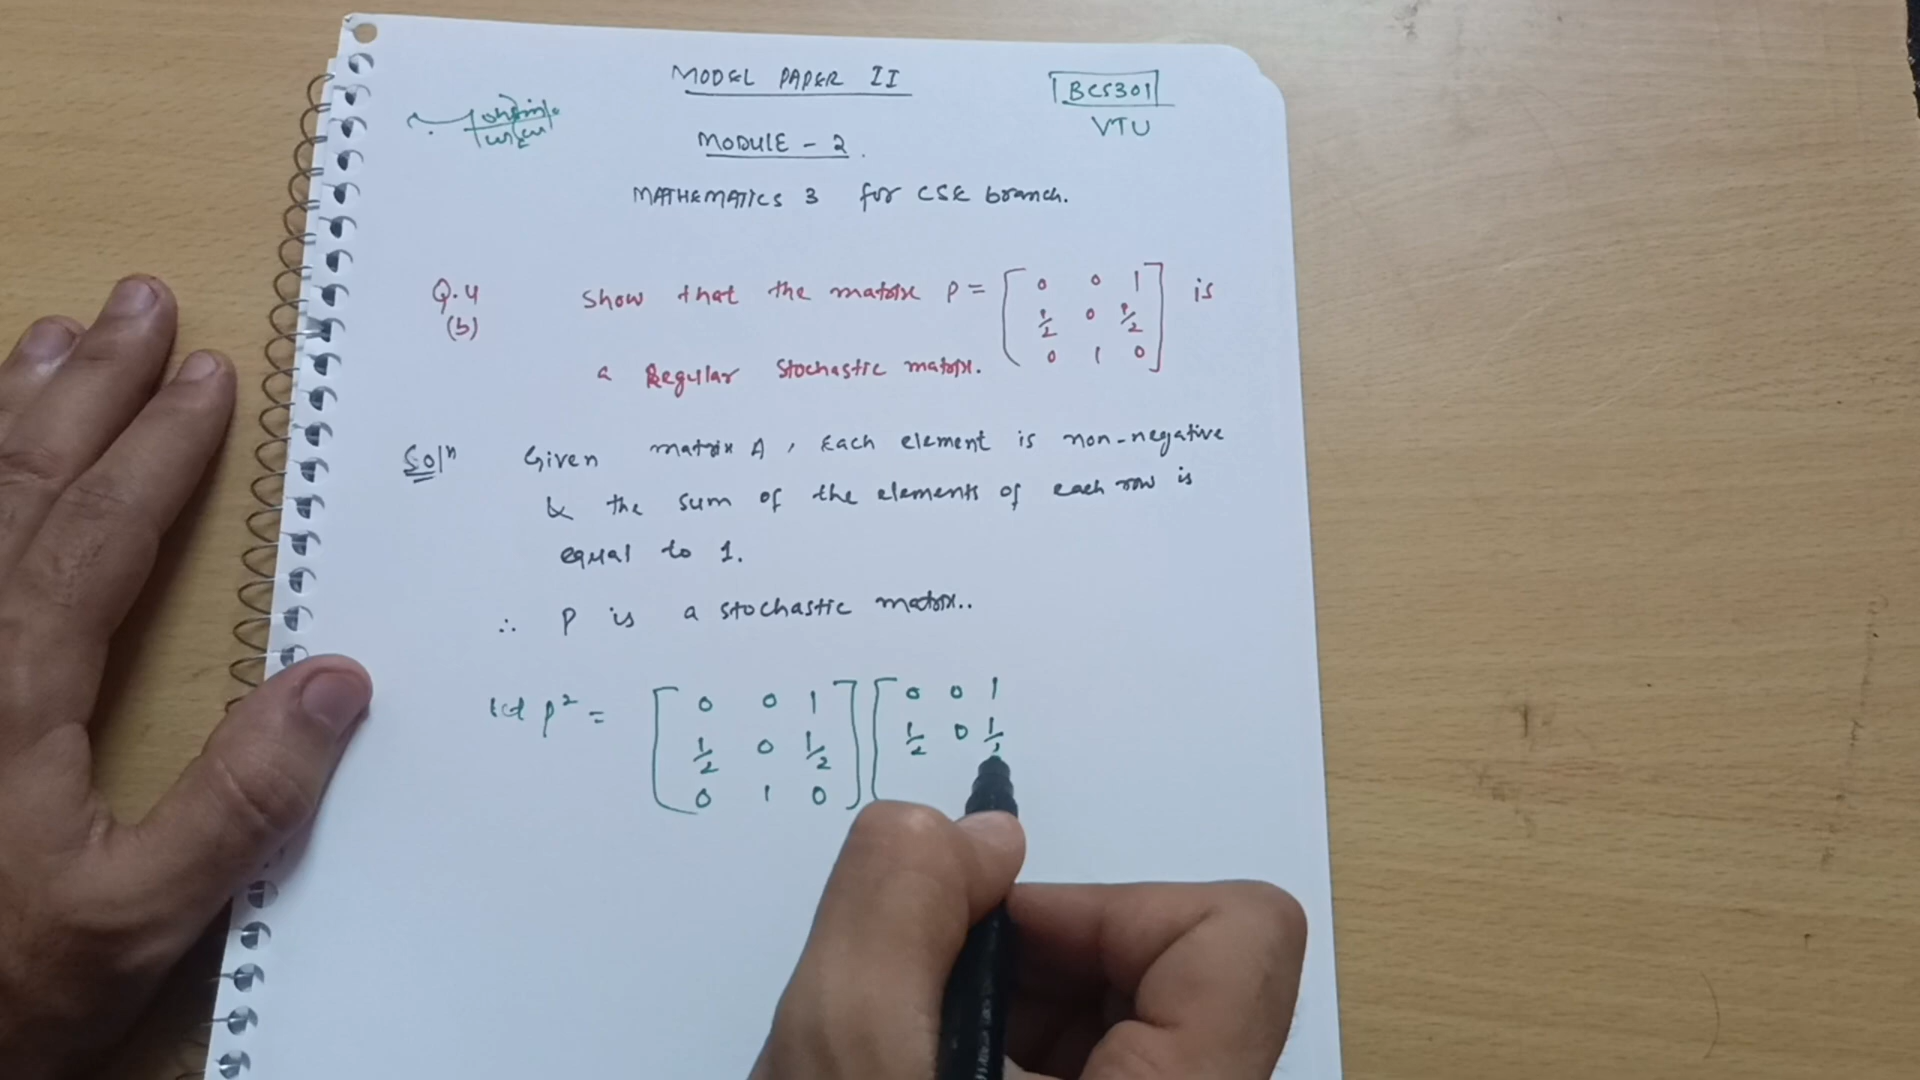 MODEL PAPER II
BCS301
VTU
MODULE - 2.
MATHEMATICS 3 for CSE branch.
Q.4 Show that the matrix P = [ 0 0 1 ] is
(b) [ 1/2 0 1/2 ]
[ 0 1 0 ]
a Regular Stochastic matrix.
Solⁿ Given matrix A, Each element is non-negative
& the sum of the elements of each row is
equal to 1.
∴ P is a stochastic matrix..
let P² = [ 0 0 1 ] [ 0 0 1
[ 1/2 0 1/2 ] [ 1/2 0 1/2
[ 0 1 0 ] [